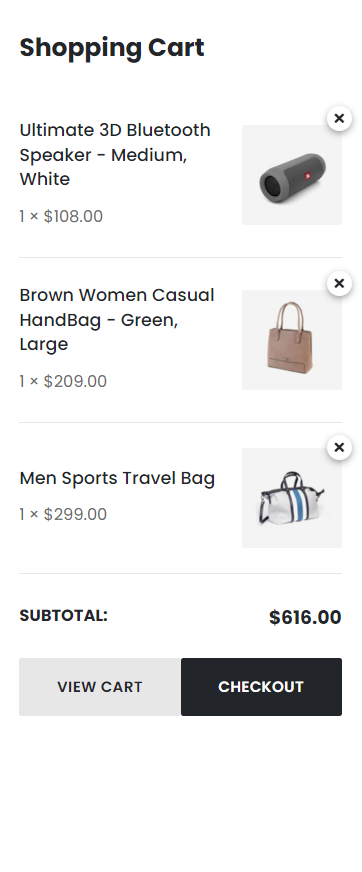 Shopping Cart
Ultimate 3D Bluetooth
Speaker - Medium,
White
1 × $108.00
Brown Women Casual
HandBag - Green,
Large
1 × $209.00
Men Sports Travel Bag
1 × $299.00
SUBTOTAL:
$616.00
VIEW CART
CHECKOUT